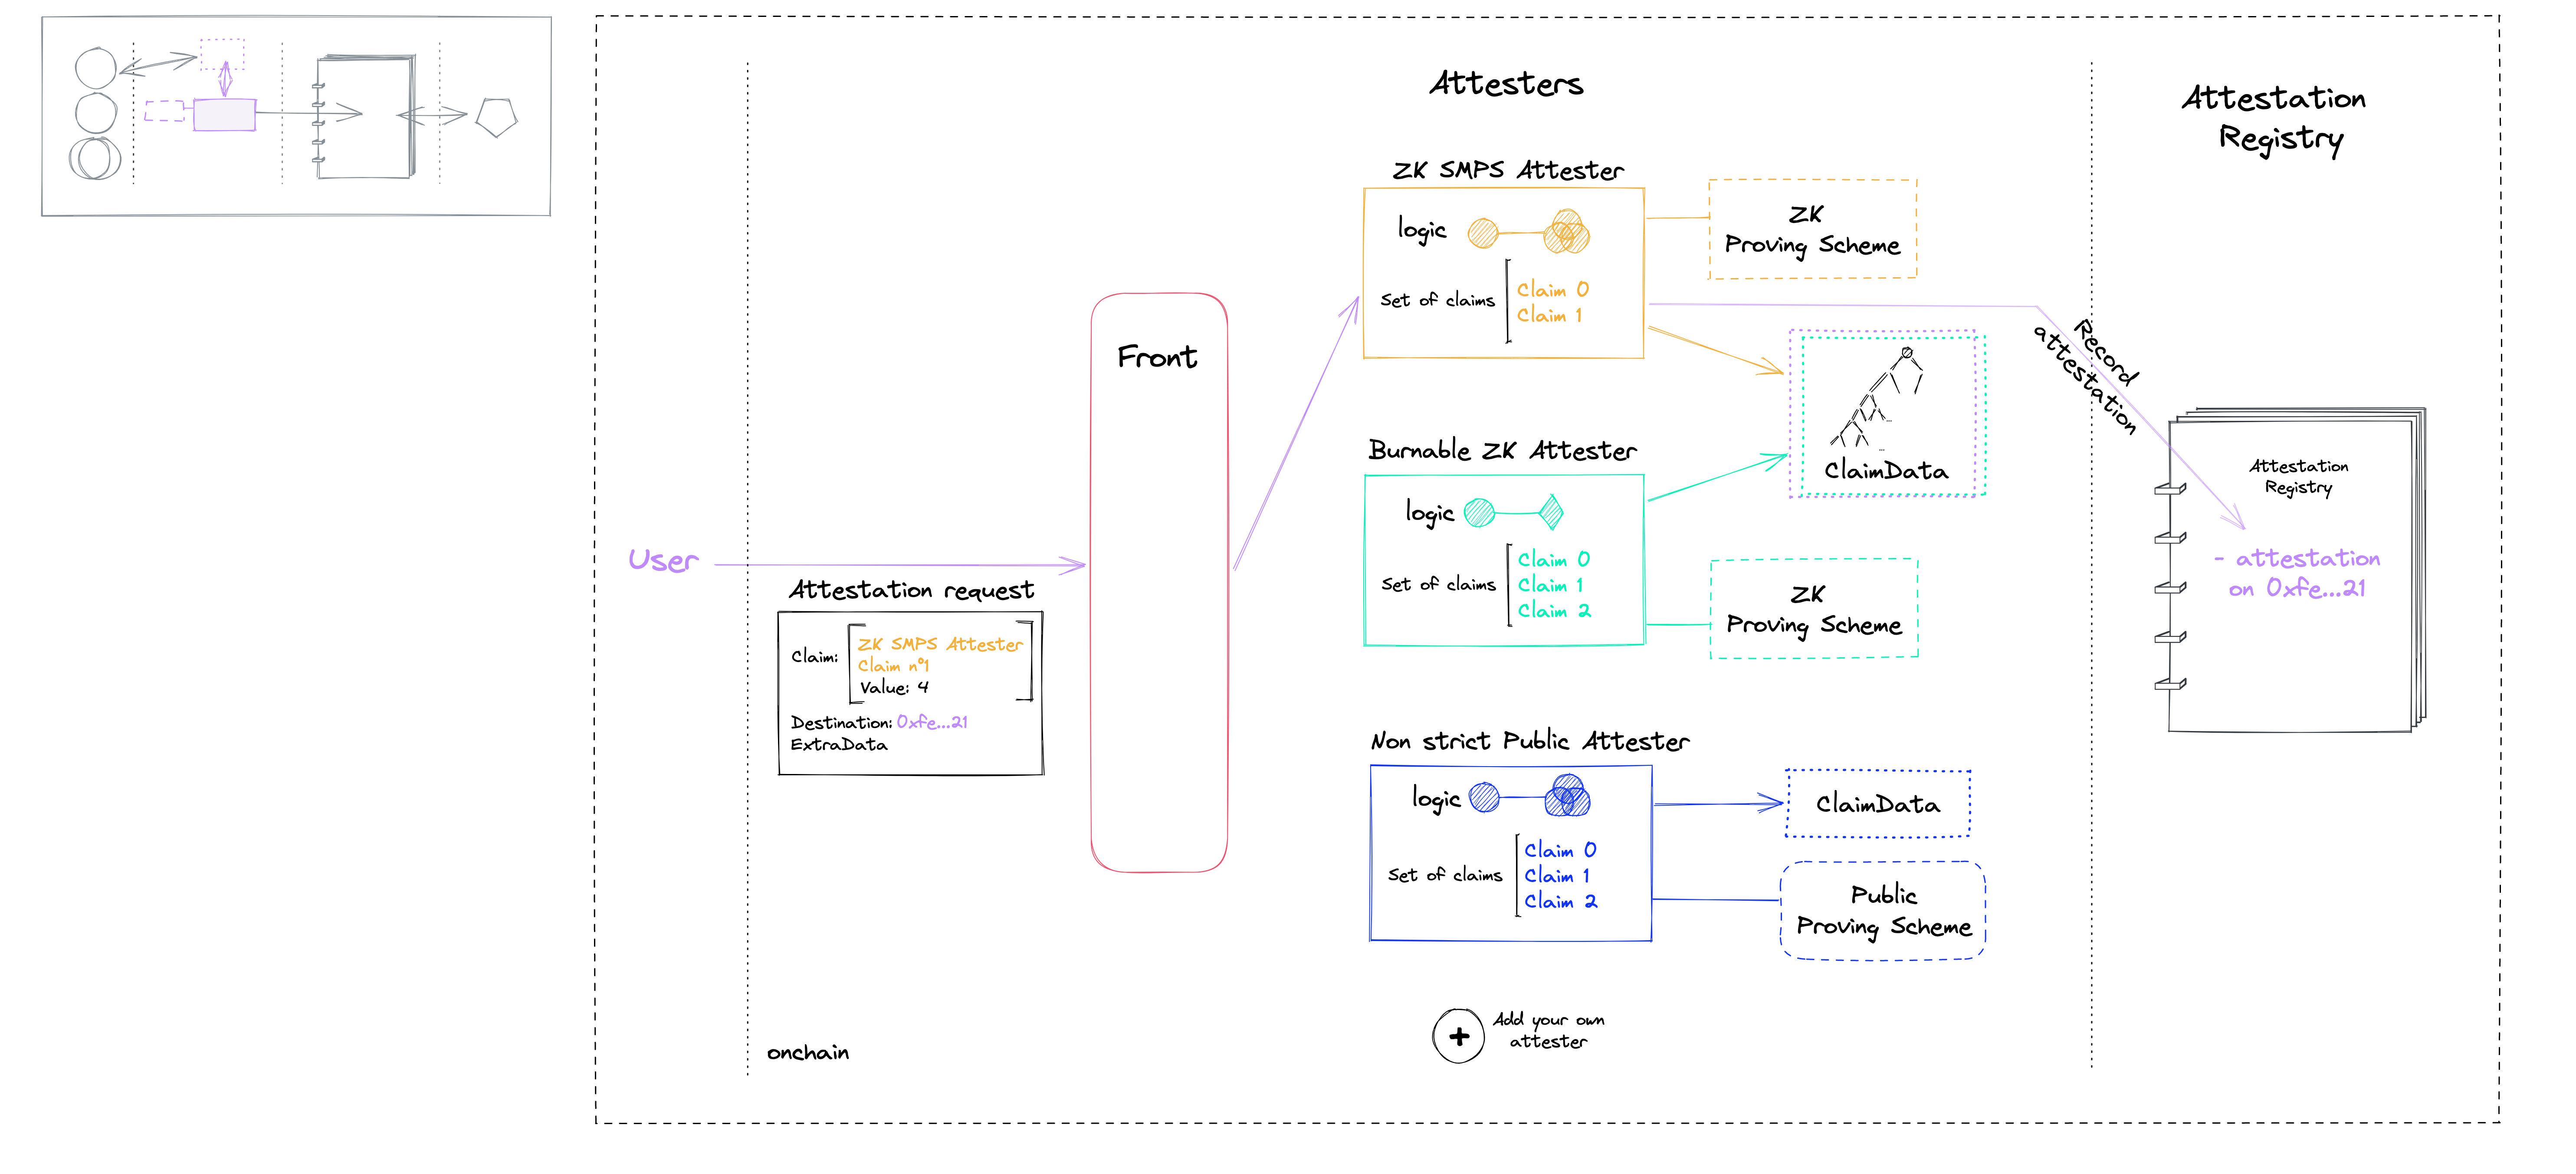 Attesters
Attestation
Registry
User
Attestation request
Claim:
ZK SMPS Attester
Claim n°1
Value: 4
Destination: 0xfe...21
ExtraData
onchain
Front
ZK SMPS Attester
logic
Set of claims
Claim 0
Claim 1
ZK
Proving Scheme
Burnable ZK Attester
logic
Set of claims
Claim 0
Claim 1
Claim 2
...
...
ClaimData
ZK
Proving Scheme
Non strict Public Attester
logic
Set of claims
Claim 0
Claim 1
Claim 2
ClaimData
Public
Proving Scheme
+
Add your own
attester
Record
attestation
Attestation
Registry
- attestation
on 0xfe...21